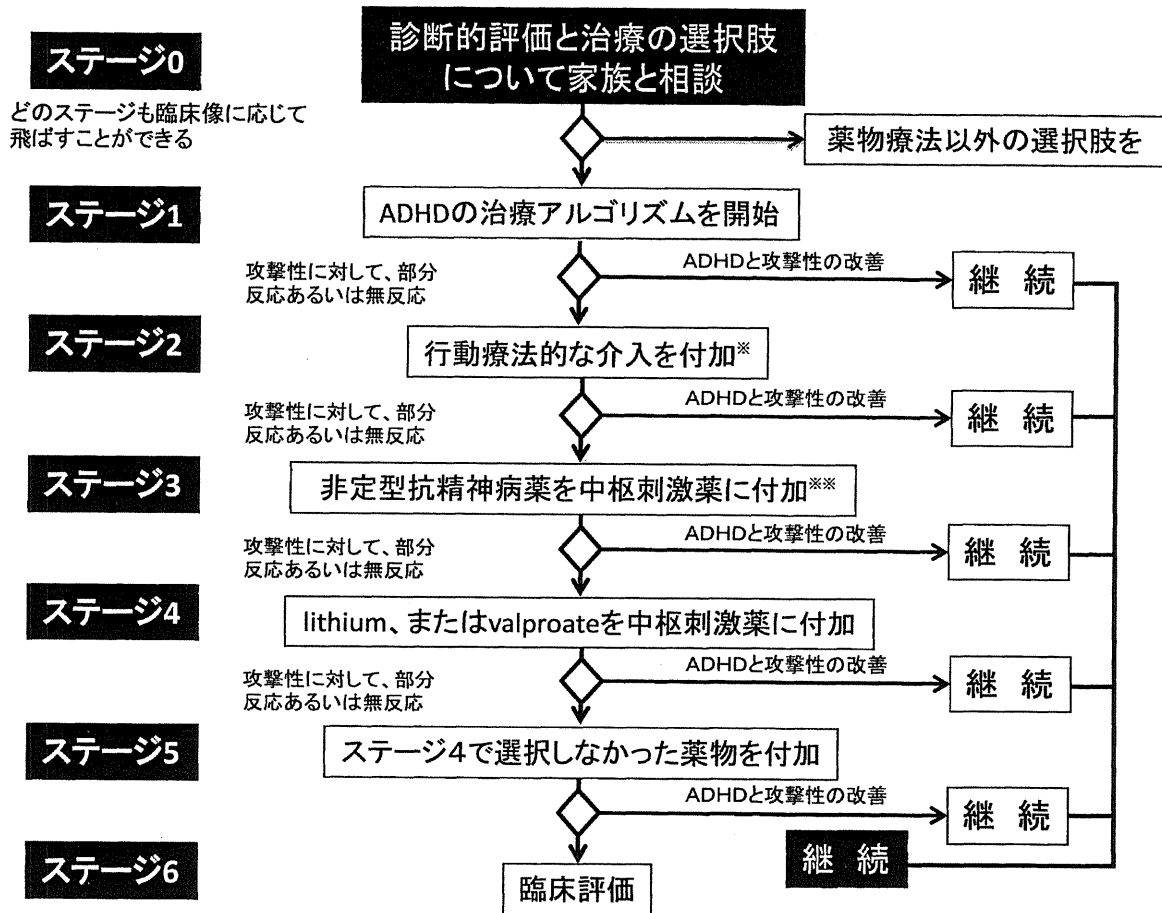 ステージ0
診断的評価と治療の選択肢
について家族と相談
どのステージも臨床像に応じて
飛ばすことができる
薬物療法以外の選択肢を
ステージ1
ADHDの治療アルゴリズムを開始
攻撃性に対して、部分
反応あるいは無反応
ADHDと攻撃性の改善
継 続
ステージ2
行動療法的な介入を付加※
攻撃性に対して、部分
反応あるいは無反応
ADHDと攻撃性の改善
継 続
ステージ3
非定型抗精神病薬を中枢刺激薬に付加※※
攻撃性に対して、部分
反応あるいは無反応
ADHDと攻撃性の改善
継 続
ステージ4
lithium、またはvalproateを中枢刺激薬に付加
攻撃性に対して、部分
反応あるいは無反応
ADHDと攻撃性の改善
継 続
ステージ5
ステージ4で選択しなかった薬物を付加
ADHDと攻撃性の改善
継 続
ステージ6
継 続
臨床評価